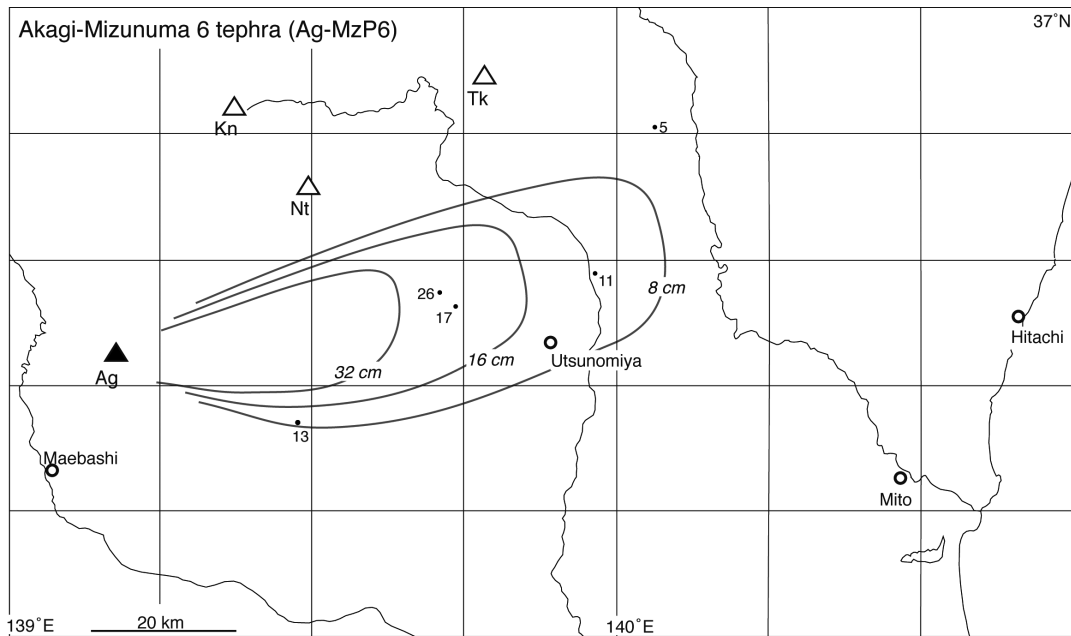 Akagi-Mizunuma 6 tephra (Ag-MzP6)
37˚N
Tk
Kn
5
Nt
11
26
8 cm
17
Hitachi
Utsunomiya
16 cm
32 cm
Ag
13
Maebashi
Mito
139˚E
20 km
140˚E